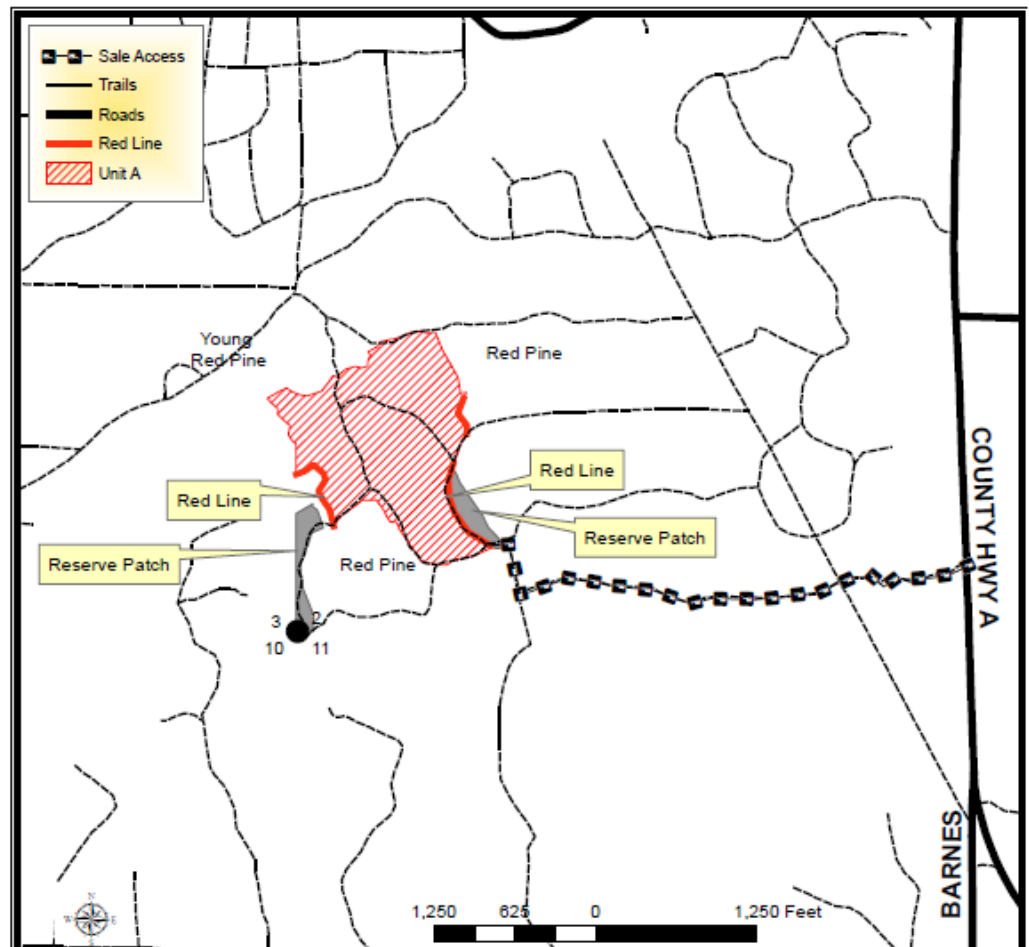 Sale Access
Trails
Roads
Red Line
Unit A
Young
Red Pine
Red Pine
Red Line
Red Line
Reserve Patch
Reserve Patch
Red Pine
COUNTY HWY A
3 2
10 11
BARNES
N
W E
S
1,250 625 0 1,250 Feet